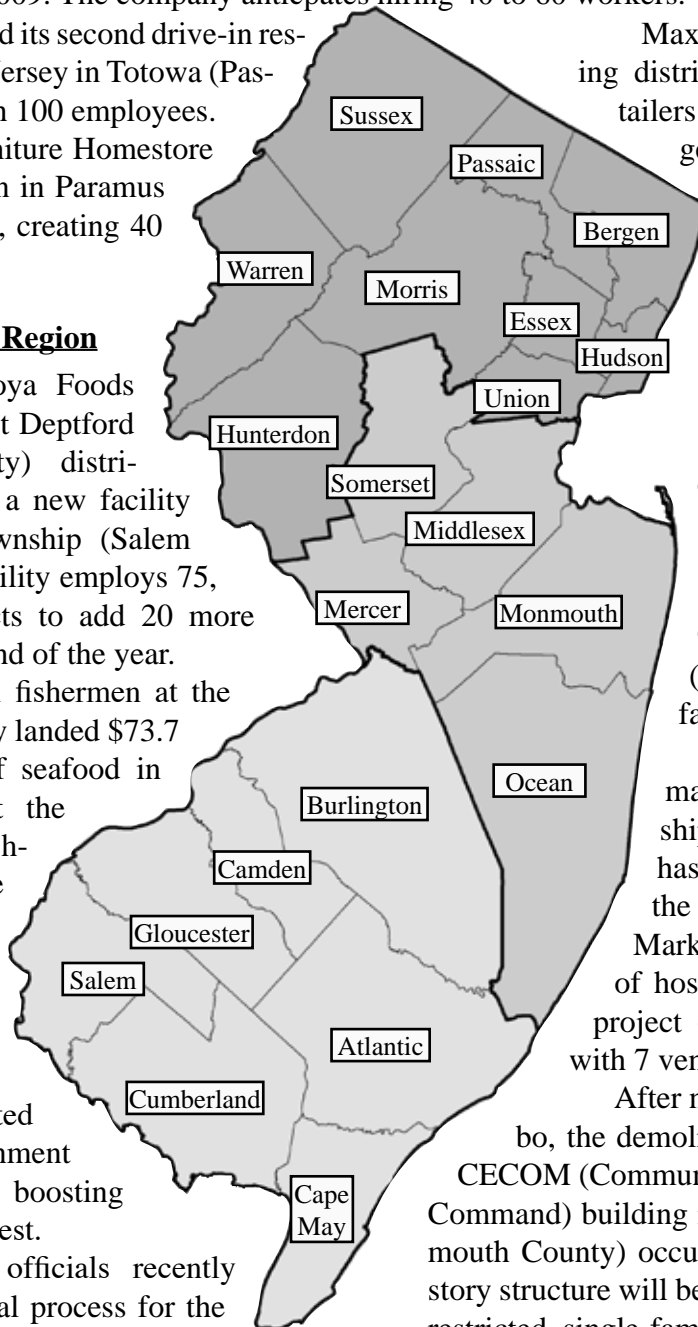 2009. The company anticipates hiring 40 to 60 workers.
d its second drive-in res-
Jersey in Totowa (Pas-
n 100 employees.
niture Homestore
n in Paramus
, creating 40
Region
oya Foods
t Deptford
ty) distri-
a new facility
wnship (Salem
ility employs 75,
cts to add 20 more
nd of the year.
fishermen at the
y landed $73.7
f seafood in
t the
h-
e
ted
nment
boosting
est.
officials recently
al process for the
Sussex
Passaic
Bergen
Warren
Morris
Essex
Hudson
Union
Hunterdon
Somerset
Middlesex
Mercer
Monmouth
Ocean
Burlington
Camden
Gloucester
Salem
Atlantic
Cumberland
Cape
May
Max
ing distri
tailers
go
(
fa
ma
ship
has
the
Mark
of hos
project
with 7 ven
After n
bo, the demoli
CECOM (Commun
Command) building i
mouth County) occu
story structure will be
restricted, single-fam